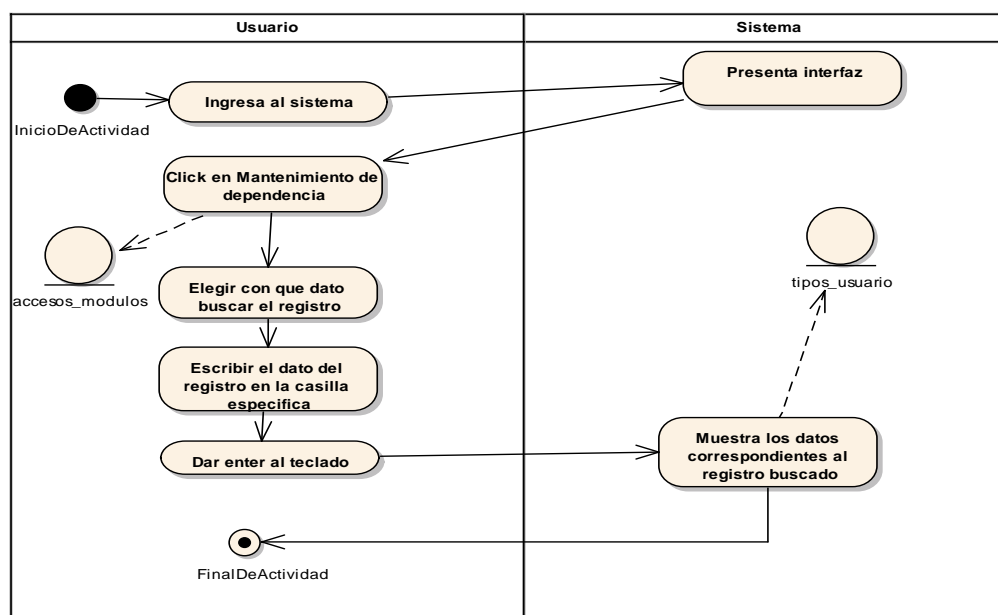 Usuario
Sistema
Presenta interfaz
Ingresa al sistema
InicioDeActividad
Click en Mantenimiento de
dependencia
accesos_modulos
tipos_usuario
Elegir con que dato
buscar el registro
Escribir el dato del
registro en la casilla
especifica
Dar enter al teclado
Muestra los datos
correspondientes al
registro buscado
FinalDeActividad